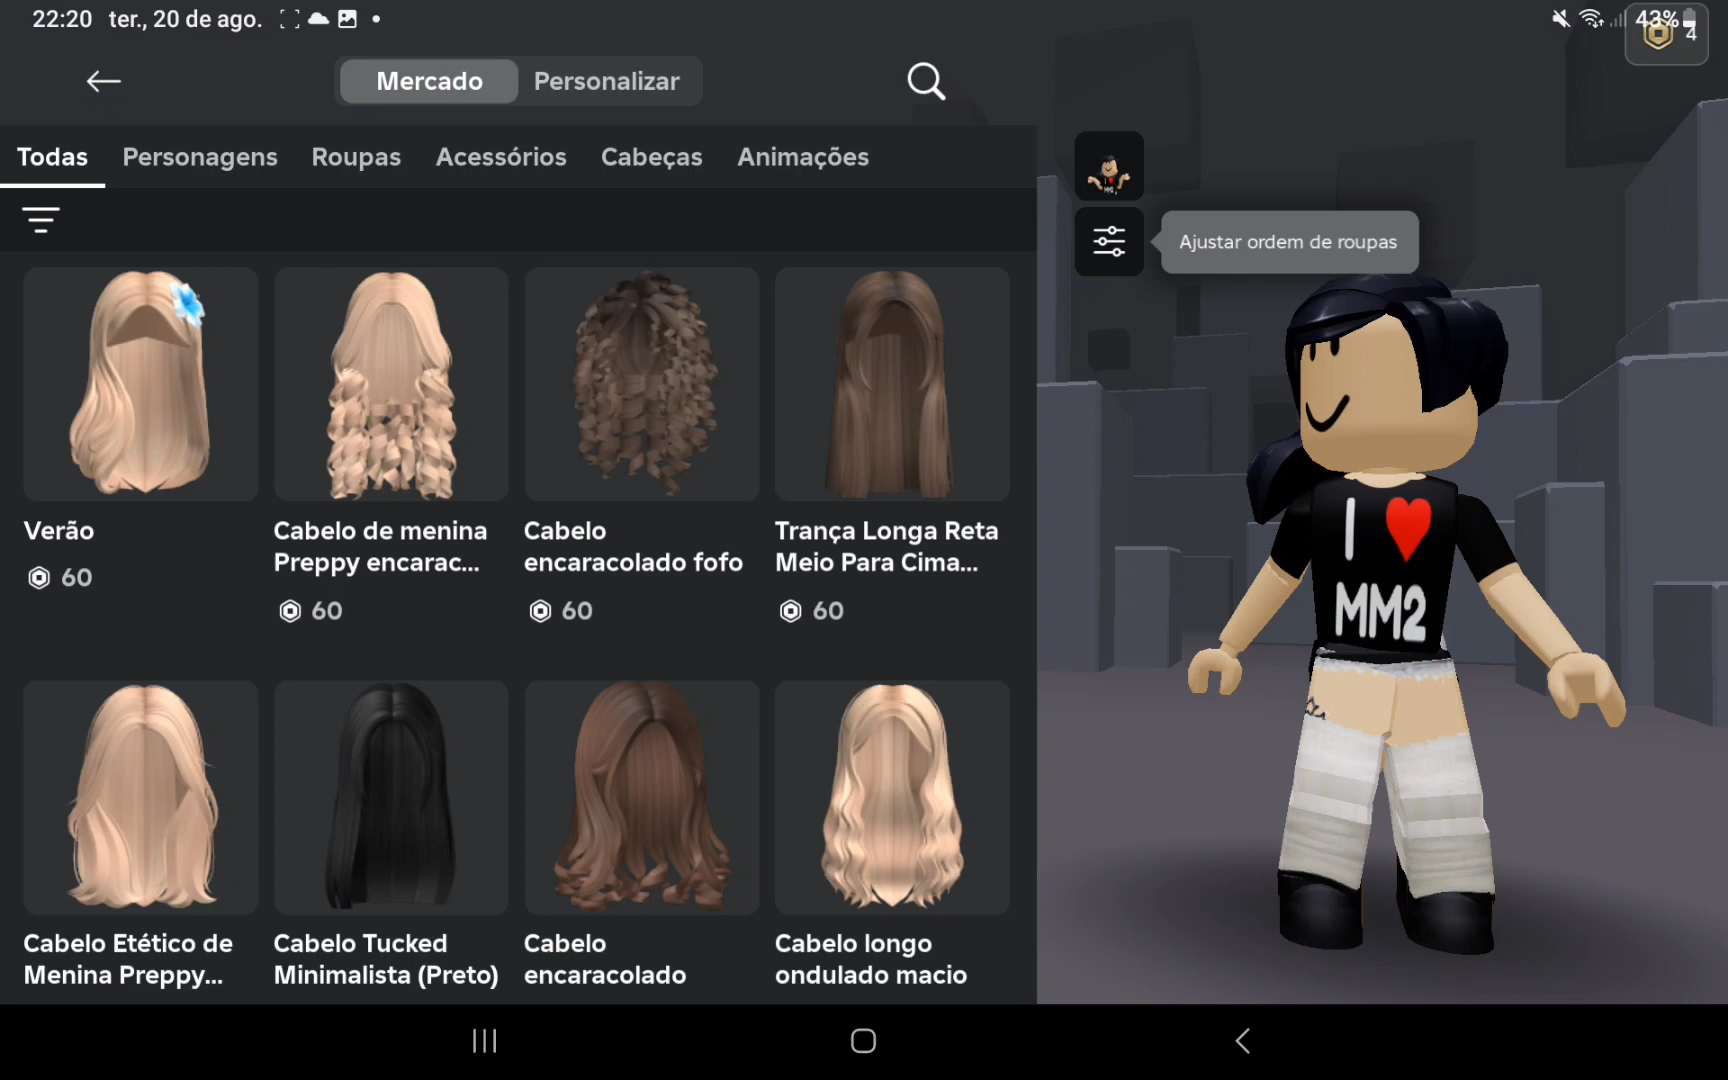 22:20 ter., 20 de ago.
43%
4
Mercado Personalizar
Todas Personagens Roupas Acessórios Cabeças Animações
Ajustar ordem de roupas
Verão
60
Cabelo de menina
Preppy encarac...
60
Cabelo
encaracolado fofo
60
Trança Longa Reta
Meio Para Cima...
60
I
MM2
Cabelo Etético de
Menina Preppy...
Cabelo Tucked
Minimalista (Preto)
Cabelo
encaracolado
Cabelo longo
ondulado macio